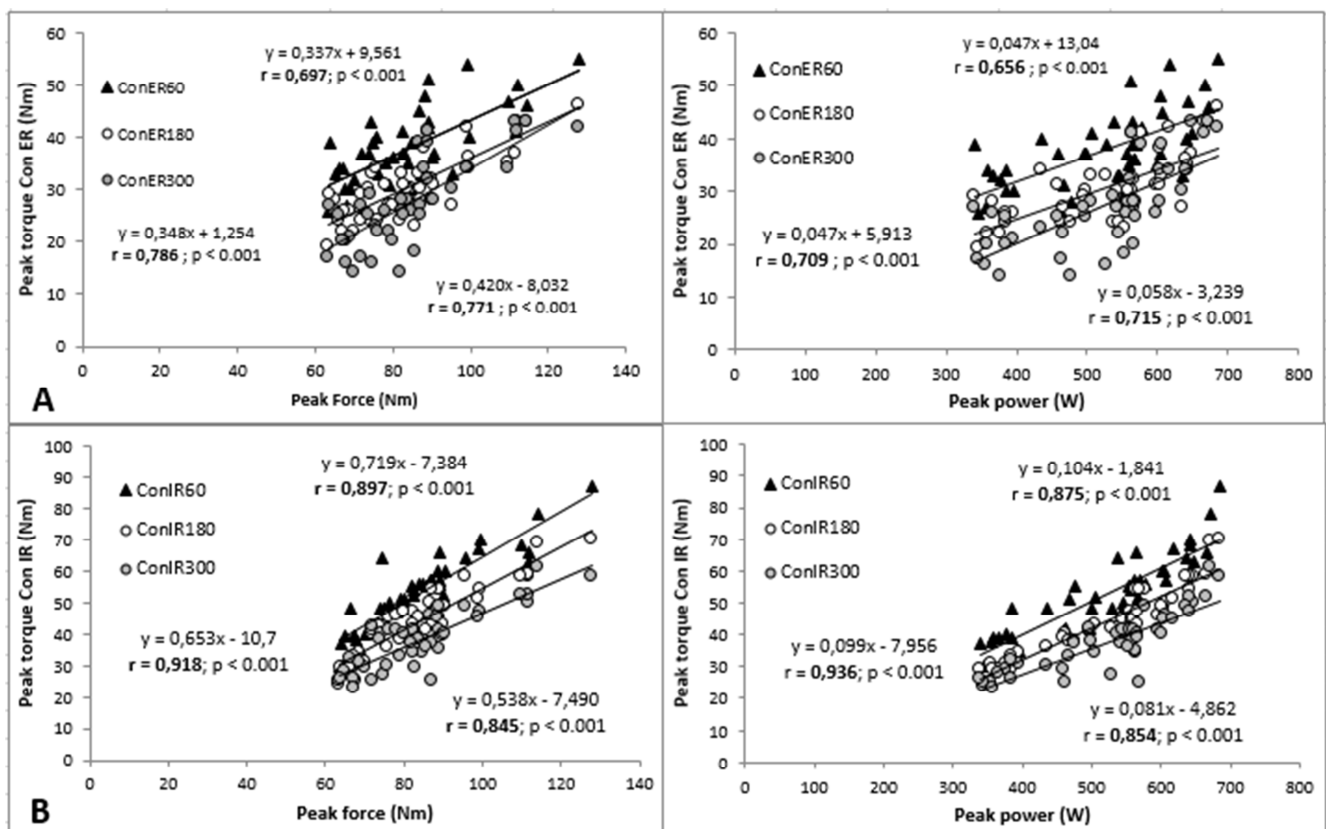 60
50
40
30
20
10
0
Peak torque Con ER (Nm)
ConER60
ConER180
ConER300
y = 0,337x + 9,561
r = 0,697; p < 0.001
y = 0,348x + 1,254
r = 0,786 ; p < 0.001
y = 0,420x - 8,032
r = 0,771 ; p < 0.001
0 20 40 60 80 100 120 140
Peak Force (Nm)
A
60
50
40
30
20
10
0
Peak torque Con ER (Nm)
ConER60
ConER180
ConER300
y = 0,047x + 13,04
r = 0,656 ; p < 0.001
y = 0,047x + 5,913
r = 0,709 ; p < 0.001
y = 0,058x - 3,239
r = 0,715 ; p < 0.001
0 100 200 300 400 500 600 700 800
Peak power (W)
100
90
80
70
60
50
40
30
20
10
0
Peak torque Con IR (Nm)
ConIR60
ConIR180
ConIR300
y = 0,719x - 7,384
r = 0,897; p < 0.001
y = 0,653x - 10,7
r = 0,918; p < 0.001
y = 0,538x - 7,490
r = 0,845; p < 0.001
0 20 40 60 80 100 120 140
Peak force (Nm)
B
100
90
80
70
60
50
40
30
20
10
0
Peak torque Con IR (Nm)
ConIR60
ConIR180
ConIR300
y = 0,104x - 1,841
r = 0,875; p < 0.001
y = 0,099x - 7,956
r = 0,936; p < 0.001
y = 0,081x - 4,862
r = 0,854; p < 0.001
0 100 200 300 400 500 600 700 800
Peak power (W)